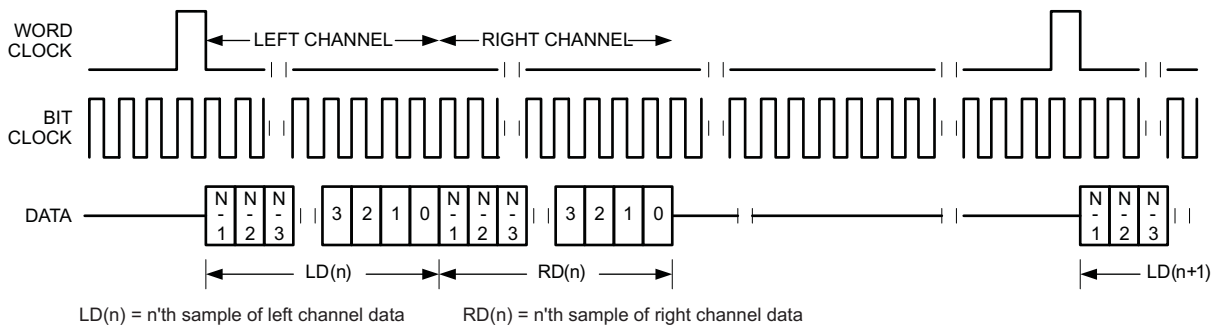 WORD
CLOCK
LEFT CHANNEL
RIGHT CHANNEL
BIT
CLOCK
DATA
N-1 N-2 N-3 3 2 1 0 N-1 N-2 N-3 3 2 1 0 N-1 N-2 N-3
LD(n) RD(n) LD(n+1)
LD(n) = n'th sample of left channel data RD(n) = n'th sample of right channel data